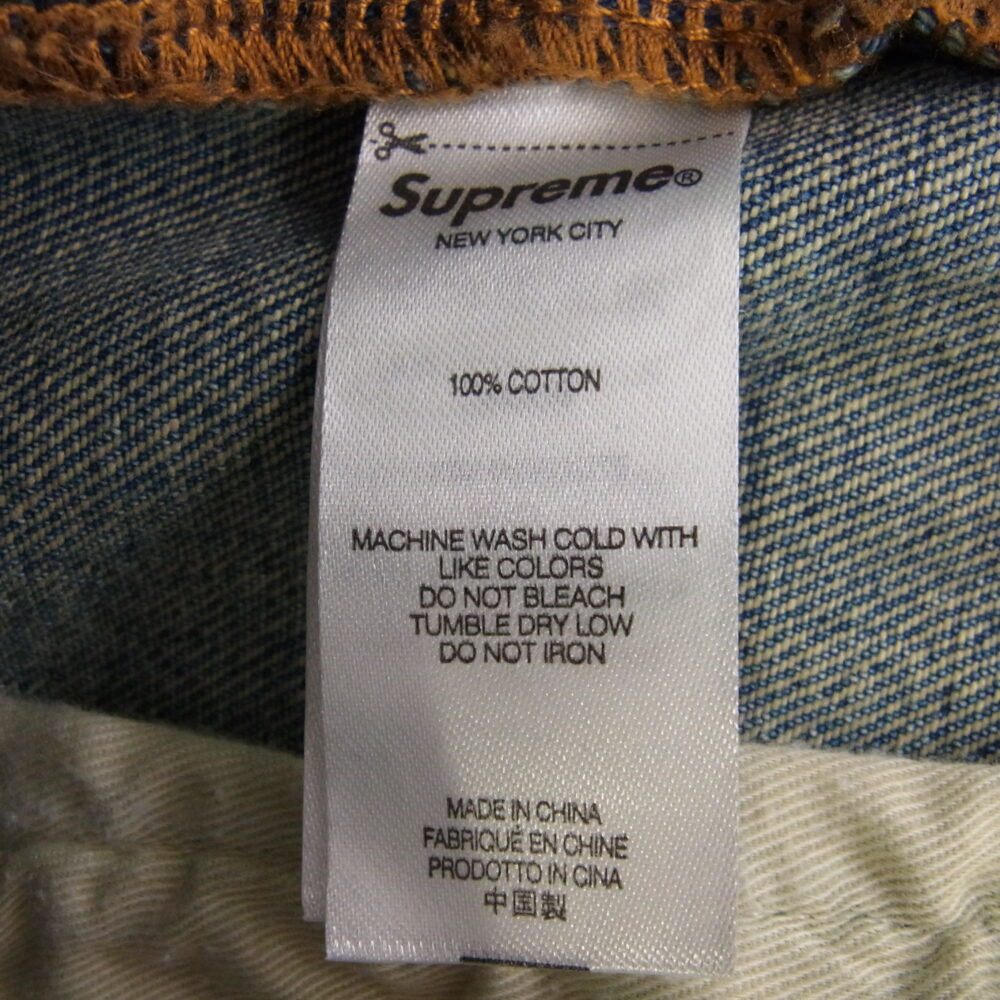 Supreme®
NEW YORK CITY
100% COTTON
MACHINE WASH COLD WITH
LIKE COLORS
DO NOT BLEACH
TUMBLE DRY LOW
DO NOT IRON
MADE IN CHINA
FABRIQUÉ EN CHINE
PRODOTTO IN CINA
中国製